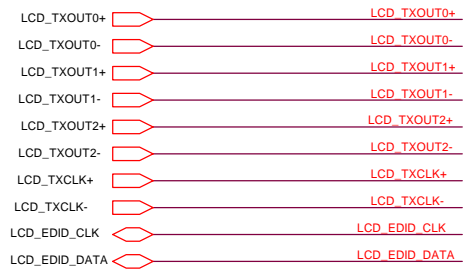 LCD_TXOUT0+ LCD_TXOUT0+
LCD_TXOUT0- LCD_TXOUT0-
LCD_TXOUT1+ LCD_TXOUT1+
LCD_TXOUT1- LCD_TXOUT1-
LCD_TXOUT2+ LCD_TXOUT2+
LCD_TXOUT2- LCD_TXOUT2-
LCD_TXCLK+ LCD_TXCLK+
LCD_TXCLK- LCD_TXCLK-
LCD_EDID_CLK LCD_EDID_CLK
LCD_EDID_DATA LCD_EDID_DATA